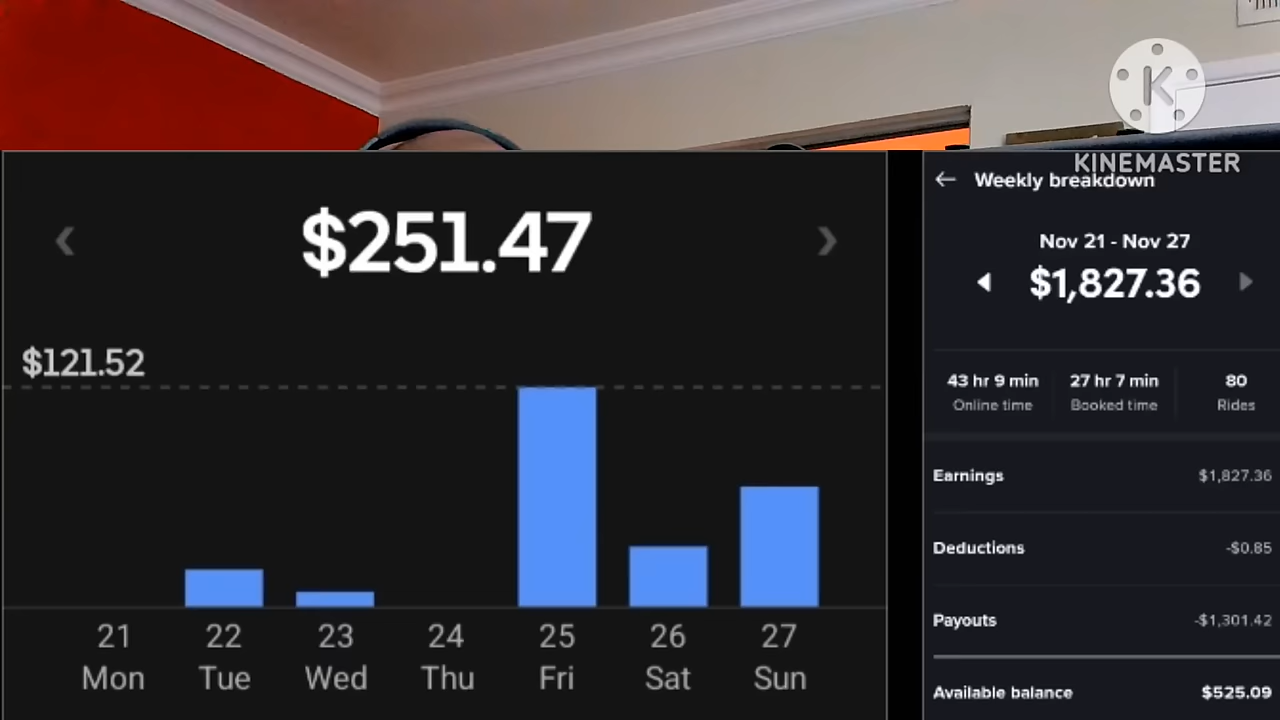 KINEMASTER
$251.47
$121.52
21 22 23 24 25 26 27
Mon Tue Wed Thu Fri Sat Sun
Weekly breakdown
Nov 21 - Nov 27
$1,827.36
43 hr 9 min 27 hr 7 min 80
Online time Booked time Rides
Earnings $1,827.36
Deductions -$0.85
Payouts -$1,301.42
Available balance $525.09